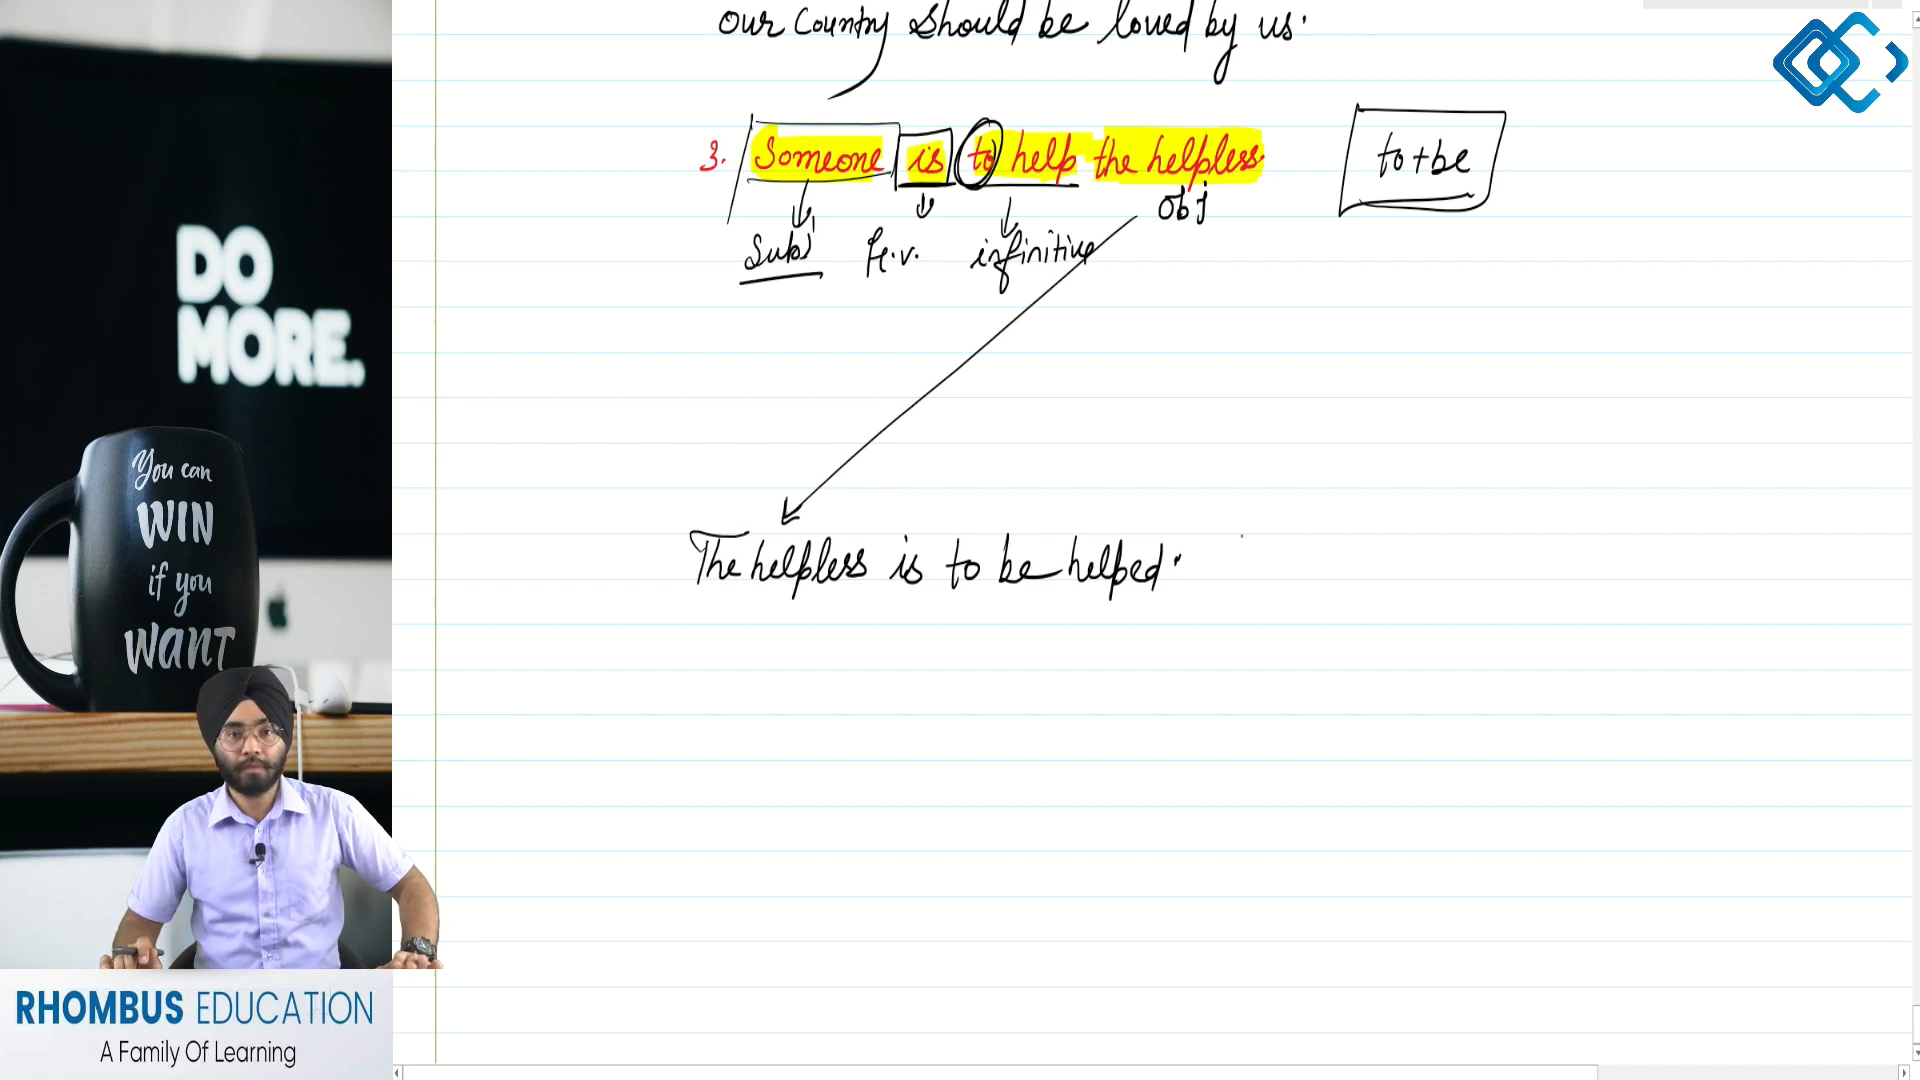 Our Country should be loved by us.
3. Someone is to help the helpless.
to+be
Obj
Subj H.v. infinitive
DO
MORE.
The helpless is to be helped.
You can
WIN
if you
WANT
RHOMBUS EDUCATION
A Family Of Learning